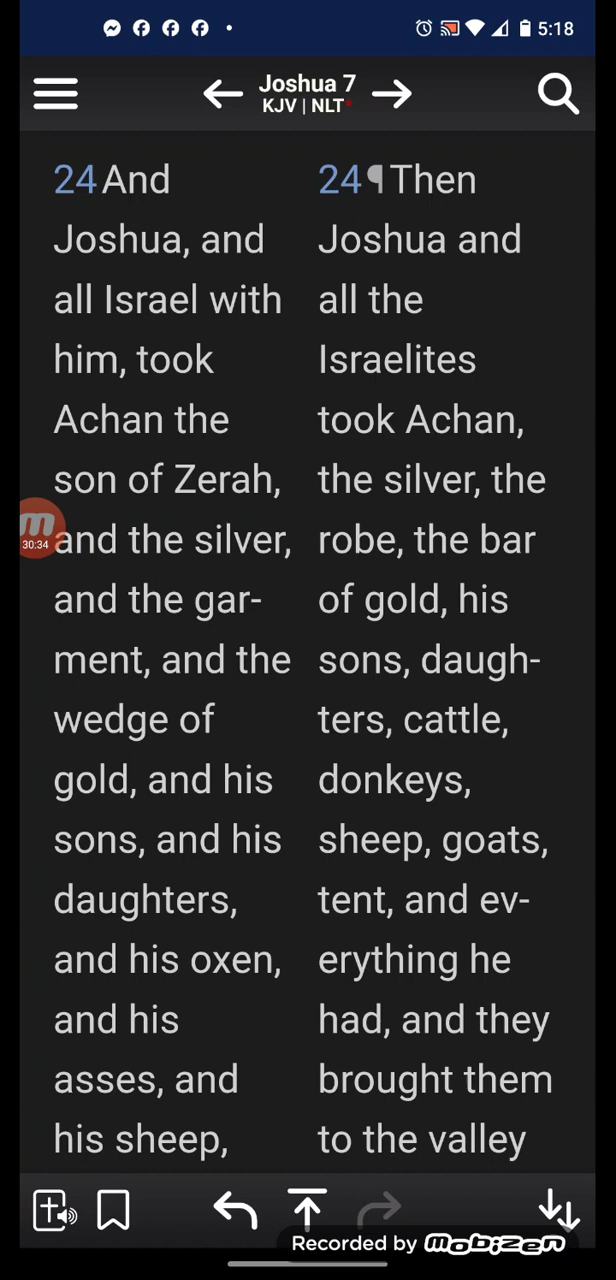 5:18
Joshua 7
KJV | NLT*
24 And
Joshua, and
all Israel with
him, took
Achan the
son of Zerah,
and the silver,
and the gar-
ment, and the
wedge of
gold, and his
sons, and his
daughters,
and his oxen,
and his
asses, and
his sheep,
24 ¶ Then
Joshua and
all the
Israelites
took Achan,
the silver, the
robe, the bar
of gold, his
sons, daugh-
ters, cattle,
donkeys,
sheep, goats,
tent, and ev-
erything he
had, and they
brought them
to the valley
30:34
Recorded by mobizen